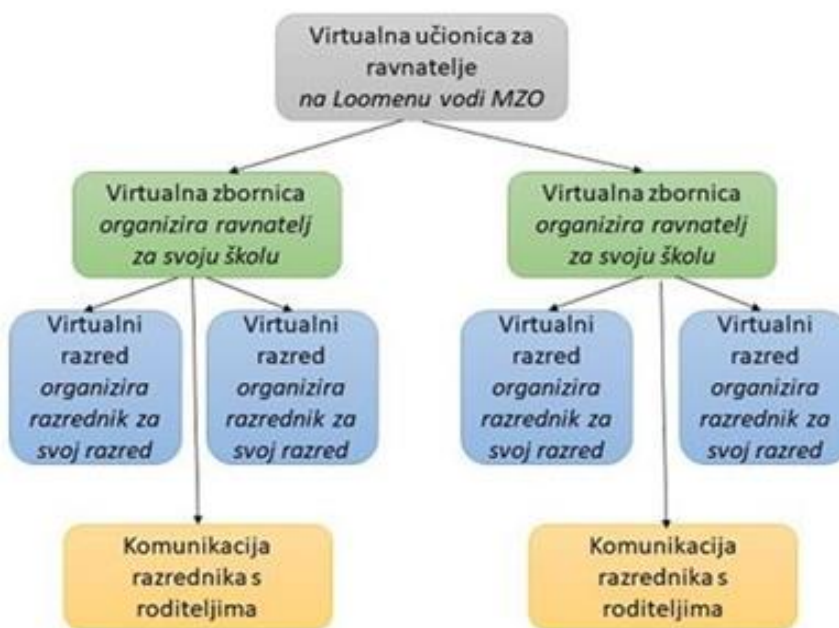 Virtualna učionica za
ravnatelje
na Loomenu vodi MZO
Virtualna zbornica
organizira ravnatelj
za svoju školu
Virtualna zbornica
organizira ravnatelj
za svoju školu
Virtualni
razred
organizira
razrednik za
svoj razred
Virtualni
razred
organizira
razrednik za
svoj razred
Virtualni
razred
organizira
razrednik za
svoj razred
Virtualni
razred
organizira
razrednik za
svoj razred
Komunikacija
razrednika s
roditeljima
Komunikacija
razrednika s
roditeljima